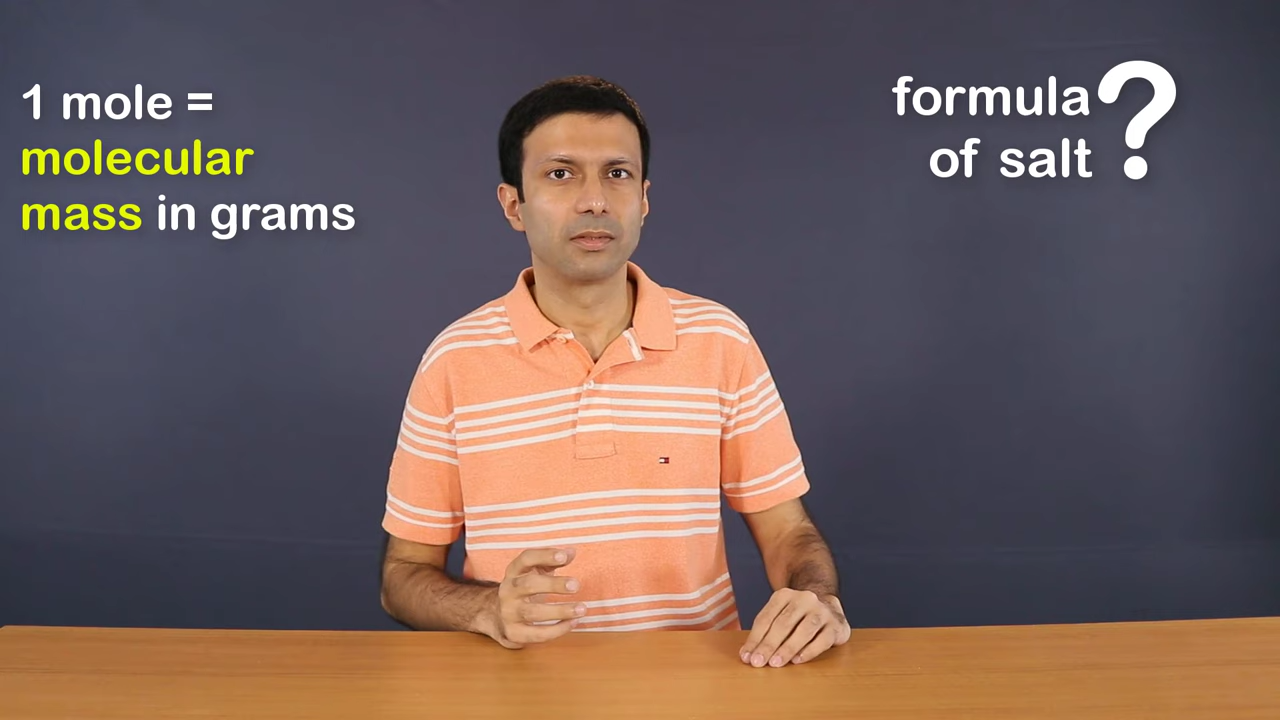 1 mole =
molecular
mass in grams
formula
of salt ?